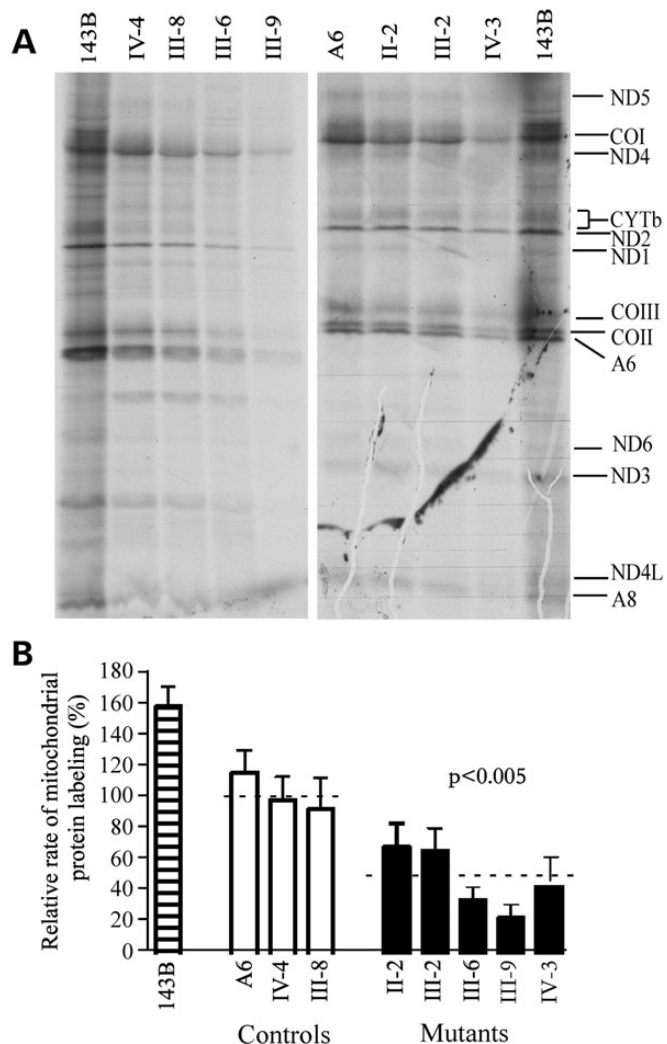 A
143B IV-4 III-8 III-6 III-9 A6 II-2 III-2 IV-3 143B
ND5
COI
ND4
CYTb
ND2
ND1
COIII
COII
A6
ND6
ND3
ND4L
A8
B
Relative rate of mitochondrial
protein labeling (%)
180
160
140
120
100
80
60
40
20
0
p<0.005
143B A6 IV-4 III-8 II-2 III-2 III-6 III-9 IV-3
Controls Mutants